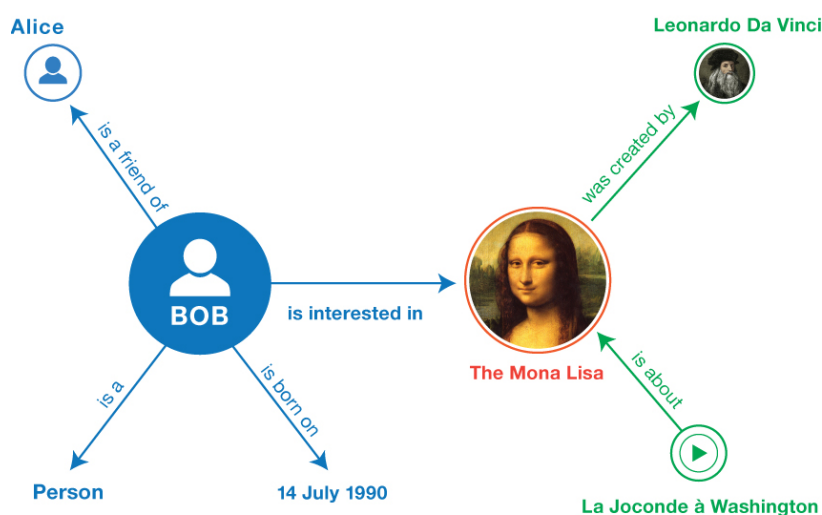 Alice
Leonardo Da Vinci
is a friend of
was created by
BOB
is interested in
The Mona Lisa
is a
is born on
is about
Person
14 July 1990
La Joconde à Washington